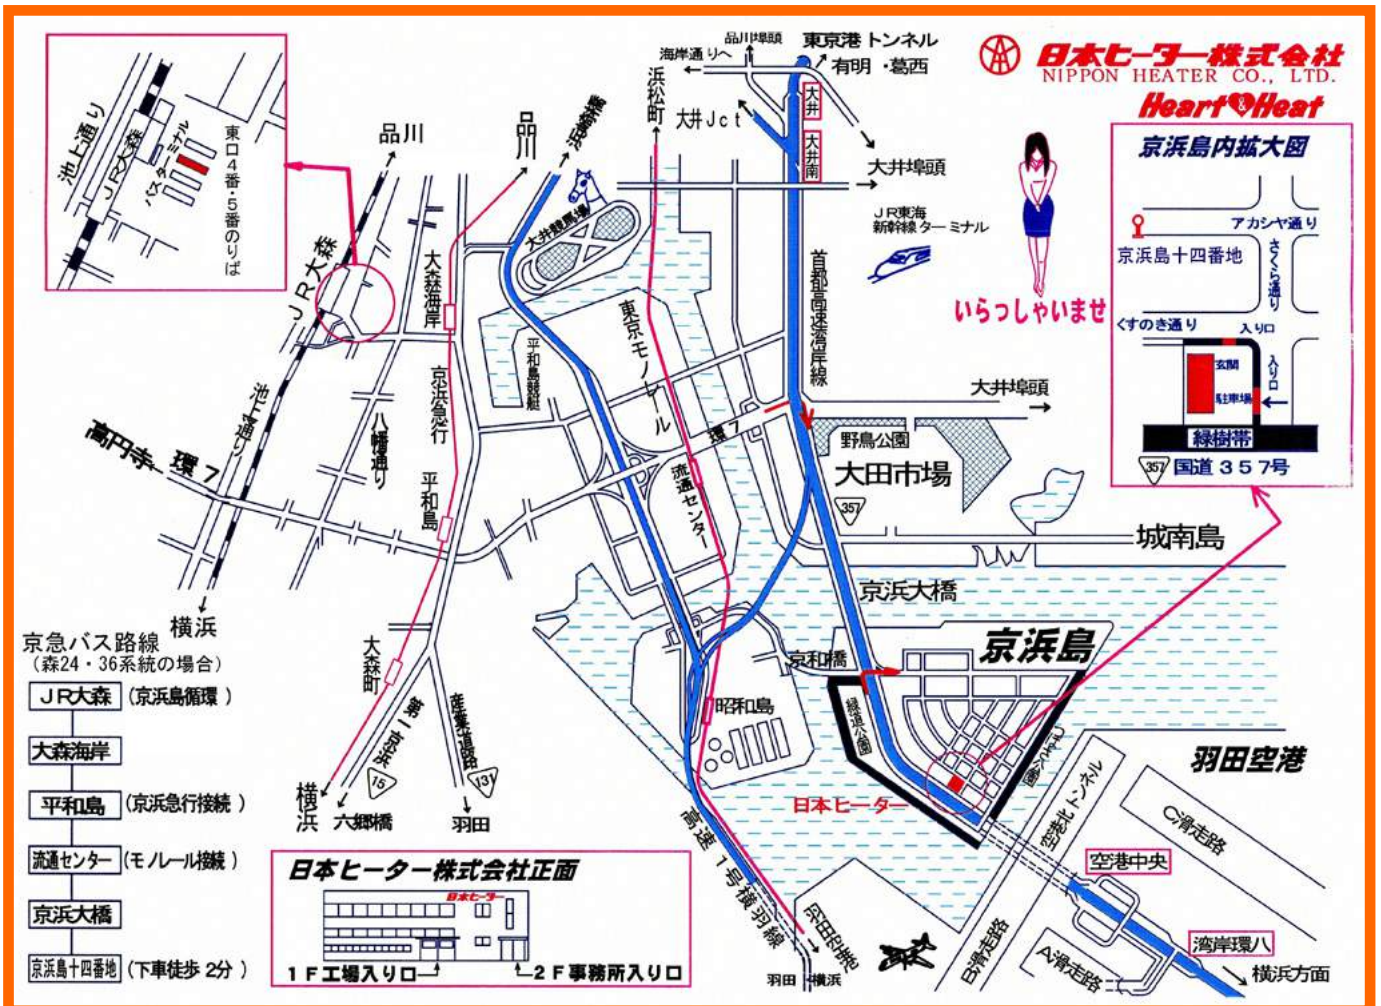 日本ヒーター株式会社
NIPPON HEATER CO., LTD.
Heart & Heat
京浜島内拡大図
アカシヤ通り
さくら通り
京浜島十四番地
くすのき通り
入り口
玄関
入り口
駐車場
緑樹帯
357
国道357号
いらっしゃいませ
池上通り
JR大森
バスターミナル
東口4番・5番のりば
品川
品川
浜崎橋
浜松町
海岸通りへ
品川埠頭
東京港トンネル
有明・葛西
大井
大井Jct
大井南
大井埠頭
大井埠頭
JR東海
新幹線ターミナル
首都高速湾岸線
大井競馬場
JR大森
大森海岸
平和島競艇
東京モノレール
京浜急行
池上通り
八幡通り
高円寺
環7
環7
平和島
流通センター
大井埠頭
野鳥公園
大田市場
357
城南島
京浜大橋
京浜島
京和橋
緑道公園
昭和島
日本ヒーター
横浜
大森町
第一京浜
15
産業道路
131
横浜
六郷橋
羽田
高速1号横羽線
羽田
横浜
羽田空港
空港北トンネル
C滑走路
空港中央
B滑走路
A滑走路
湾岸環八
横浜方面
京急バス路線
(森24・36系統の場合)
JR大森 (京浜島循環)
大森海岸
平和島 (京浜急行接続)
流通センター (モノレール接続)
京浜大橋
京浜島十四番地 (下車徒歩2分)
日本ヒーター株式会社正面
日本ヒーター
1F工場入り口
2F事務所入り口